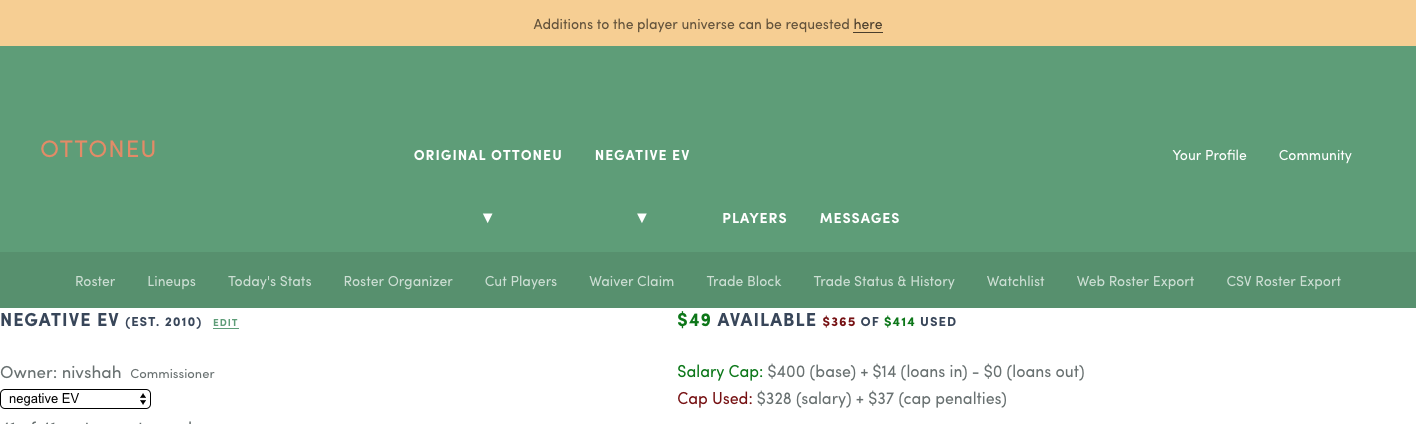 Additions to the player universe can be requested here
OTTONEU
ORIGINAL OTTONEU NEGATIVE EV
Your Profile Community
▼ ▼ PLAYERS MESSAGES
Roster Lineups Today's Stats Roster Organizer Cut Players Waiver Claim Trade Block Trade Status & History Watchlist Web Roster Export CSV Roster Export
NEGATIVE EV (EST. 2010) EDIT
Owner: nivshah Commissioner
negative EV
$49 AVAILABLE $365 OF $414 USED
Salary Cap: $400 (base) + $14 (loans in) - $0 (loans out)
Cap Used: $328 (salary) + $37 (cap penalties)